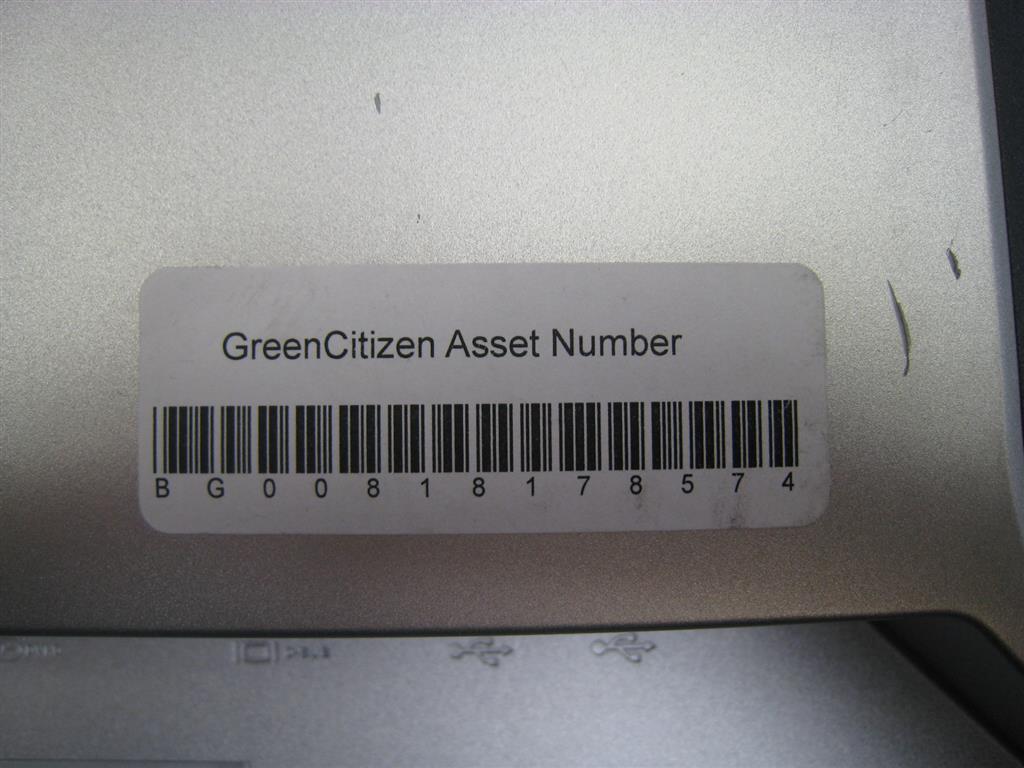 GreenCitizen Asset Number
B G 0 0 8 1 8 1 7 8 5 7 4